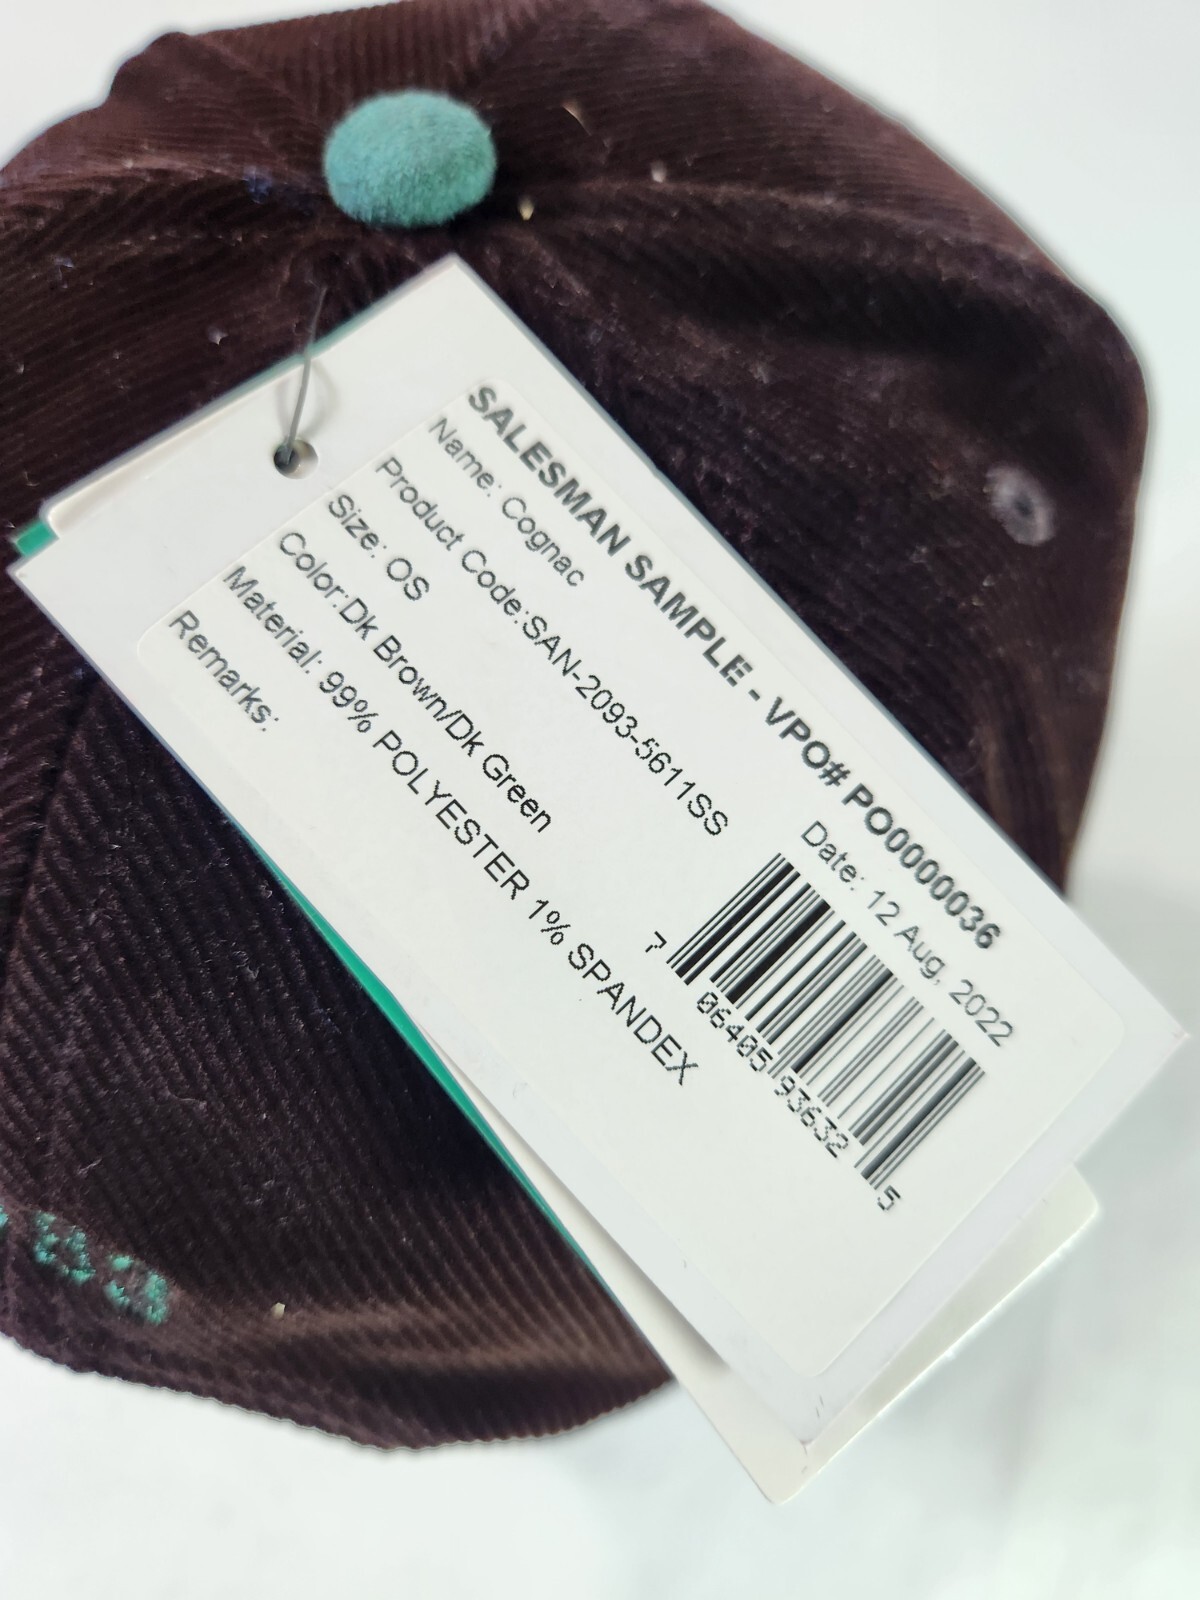 SALESMAN SAMPLE - VPO# PO0000036
Name: Cognac
Date: 12 Aug, 2022
Product Code:SAN-2093-5611SS
Size: OS
Color:Dk Brown/Dk Green
Material: 99% POLYESTER 1% SPANDEX
Remarks:
7 06405 93632 5